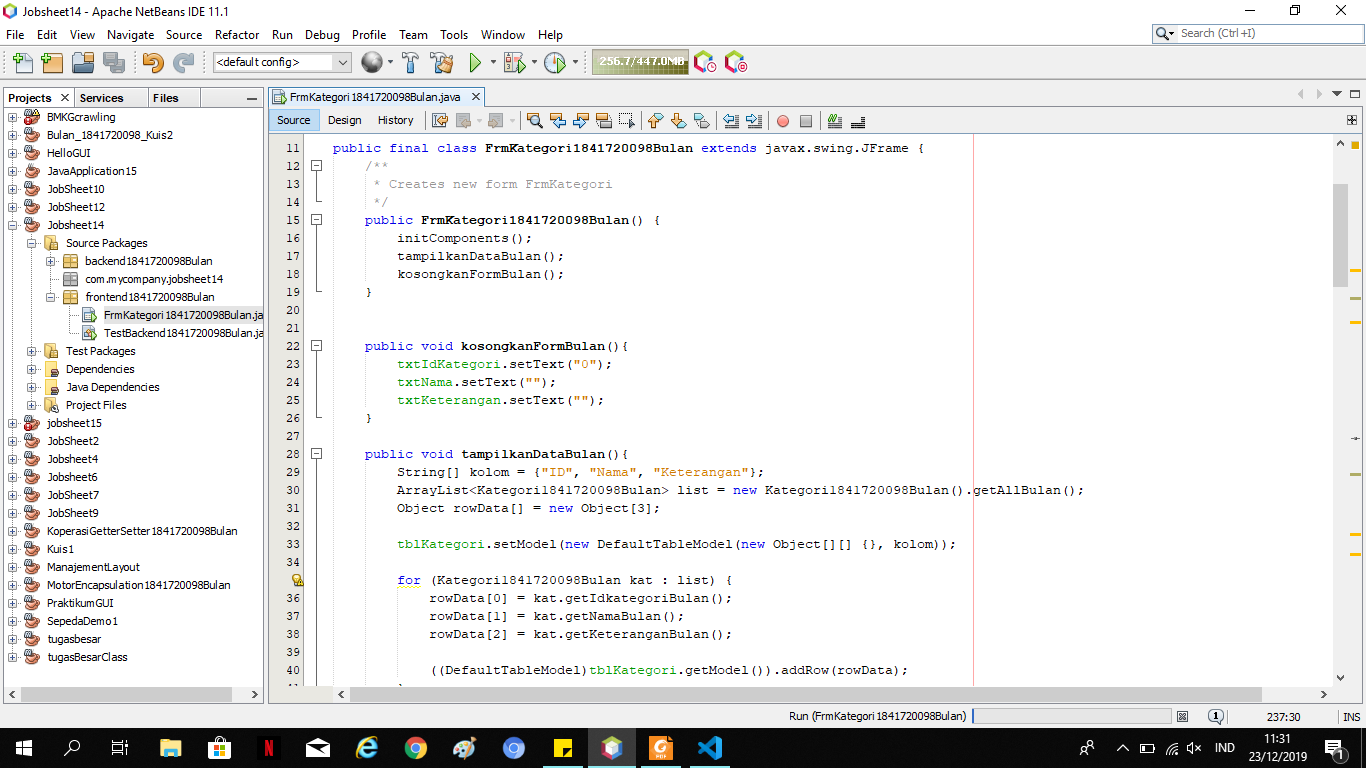 Jobsheet14 - Apache NetBeans IDE 11.1
File Edit View Navigate Source Refactor Run Debug Profile Team Tools Window Help
Search (Ctrl+I)
<default config>
256.7/447.0MB
Projects Services Files
FrmKategori1841720098Bulan.java
Source Design History
BMKGcrawling
Bulan_1841720098_Kuis2
HelloGUI
JavaApplication15
JobSheet10
JobSheet12
Jobsheet14
Source Packages
backend1841720098Bulan
com.mycompany.jobsheet14
frontend1841720098Bulan
FrmKategori1841720098Bulan.ja
TestBackend1841720098Bulan.ja
Test Packages
Dependencies
Java Dependencies
Project Files
jobsheet15
JobSheet2
Jobsheet4
Jobsheet6
JobSheet7
JobSheet9
KoperasiGetterSetter1841720098Bulan
Kuis1
ManajementLayout
MotorEncapsulation1841720098Bulan
PraktikumGUI
SepedaDemo1
tugasbesar
tugasBesarClass
11 public final class FrmKategori1841720098Bulan extends javax.swing.JFrame {
12 /**
13 * Creates new form FrmKategori
14 */
15 public FrmKategori1841720098Bulan() {
16 initComponents();
17 tampilkanDataBulan();
18 kosongkanFormBulan();
19 }
20
21
22 public void kosongkanFormBulan(){
23 txtIdKategori.setText("0");
24 txtNama.setText("");
25 txtKeterangan.setText("");
26 }
27
28 public void tampilkanDataBulan(){
29 String[] kolom = {"ID", "Nama", "Keterangan"};
30 ArrayList<Kategori1841720098Bulan> list = new Kategori1841720098Bulan().getAllBulan();
31 Object rowData[] = new Object[3];
32
33 tblKategori.setModel(new DefaultTableModel(new Object[][] {}, kolom));
34
for (Kategori1841720098Bulan kat : list) {
36 rowData[0] = kat.getIdkategoriBulan();
37 rowData[1] = kat.getNamaBulan();
38 rowData[2] = kat.getKeteranganBulan();
39
40 ((DefaultTableModel)tblKategori.getModel()).addRow(rowData);
Run (FrmKategori1841720098Bulan)
1
237:30
INS
IND
11:31
23/12/2019
1